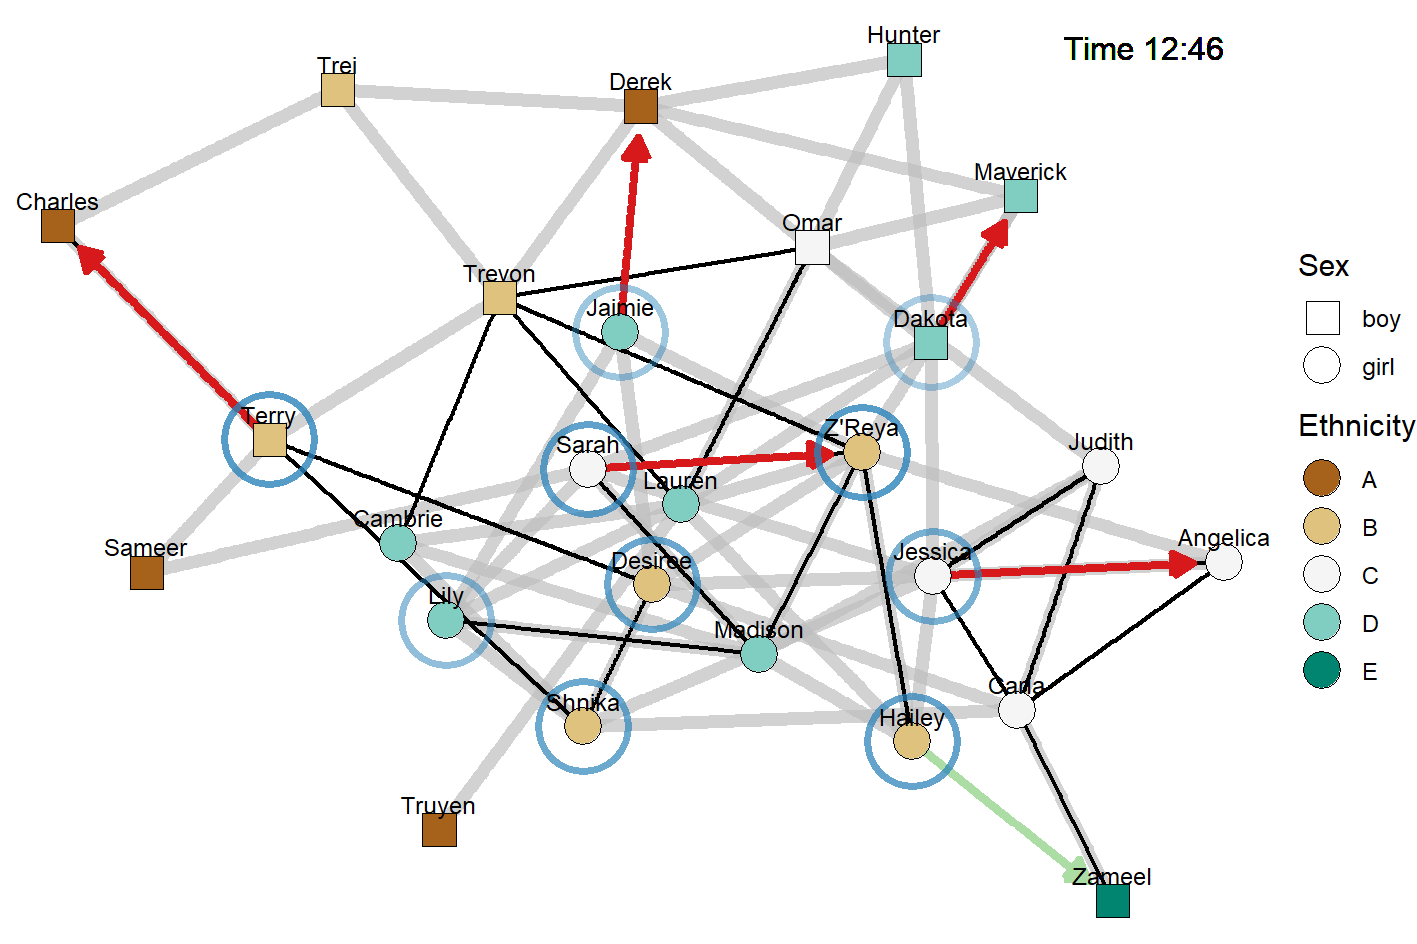 Hunter
Time 12:46
Trei
Derek
Maverick
Charles
Omar
Trevon
Jaimie
Dakota
Sex
boy
girl
Terry
Z'Reya
Sarah
Judith
Lauren
Ethnicity
A
B
C
D
E
Cambrie
Angelica
Sameer
Jessica
Desiree
Lily
Madison
Carla
Shnika
Hailey
Truyen
Zameel